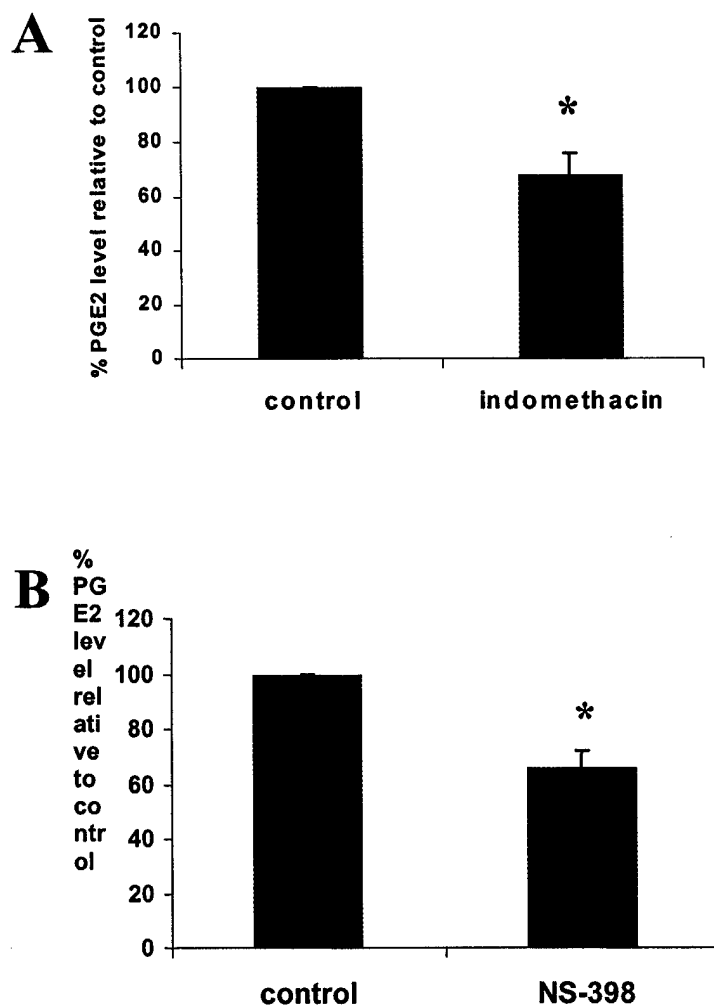 A
% PGE2 level relative to control
120
100
80
60
40
20
0
*
control indomethacin
B
%
PG
E2
lev
el
rel
ati
ve
to
co
ntr
ol
120
100
80
60
40
20
0
*
control NS-398